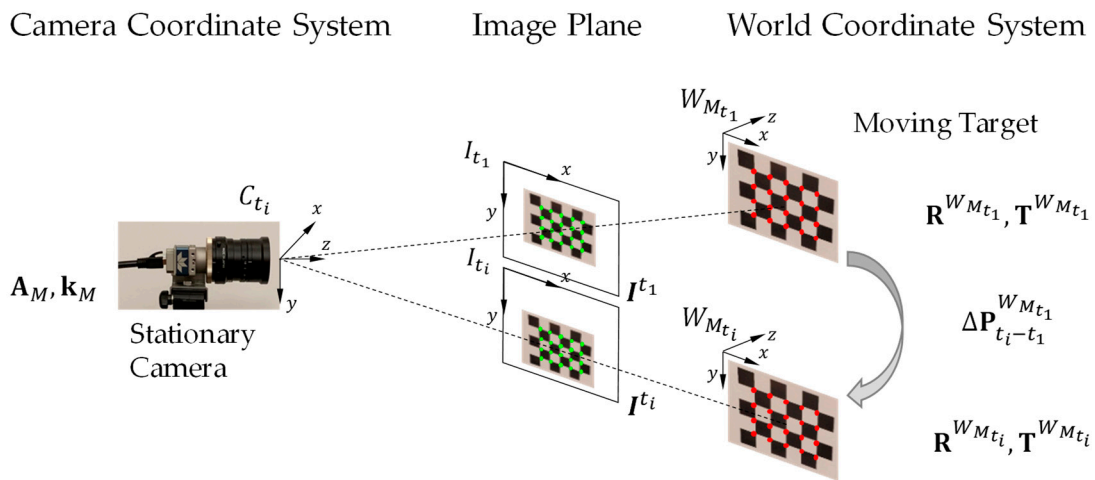 Camera Coordinate System
Image Plane
World Coordinate System
W_{M_{t_1}}
z
x
y
Moving Target
I_{t_1}
x
y
C_{t_i}
x
z
y
𝐑^{W_{M_{t_1}}}, 𝐓^{W_{M_{t_1}}}
I_{t_i}
x
y
𝑰^{t_1}
𝐀_M, 𝐤_M
Stationary
Camera
Δ𝐏_{t_i−t_1}^{W_{M_{t_1}}}
W_{M_{t_i}}
z
x
y
𝑰^{t_i}
𝐑^{W_{M_{t_i}}}, 𝐓^{W_{M_{t_i}}}